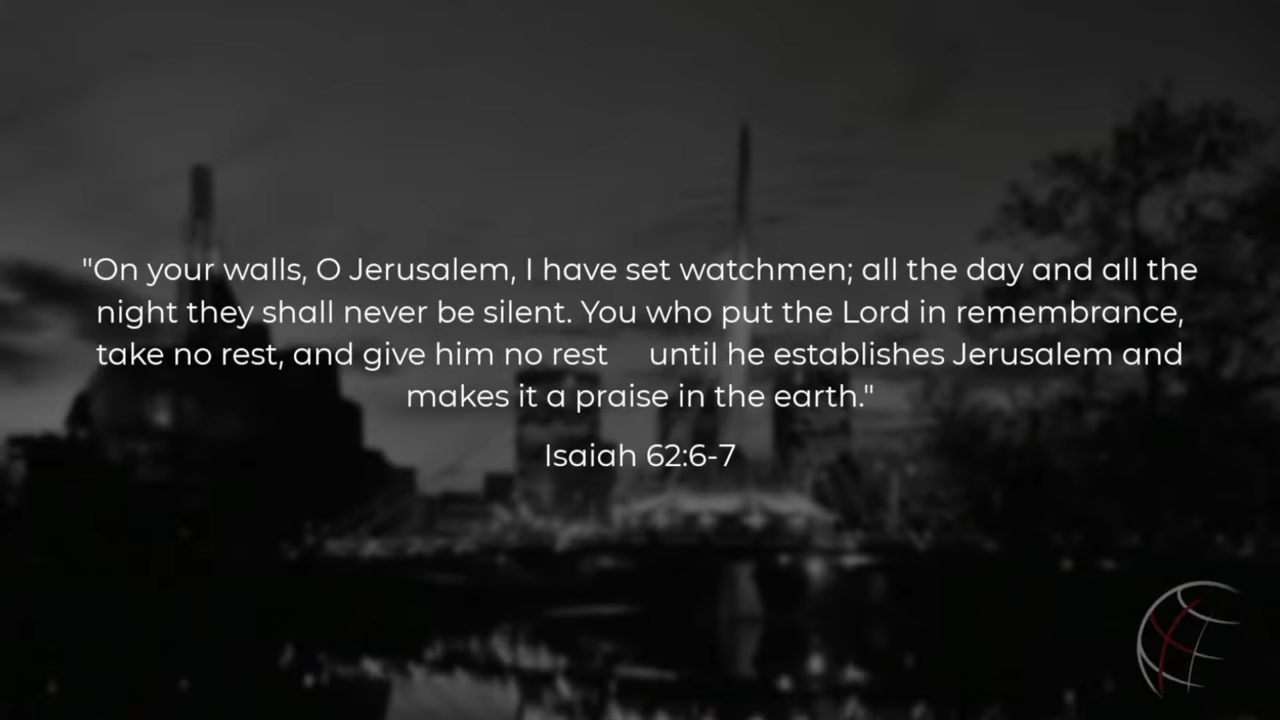 "On your walls, O Jerusalem, I have set watchmen; all the day and all the
night they shall never be silent. You who put the Lord in remembrance,
take no rest, and give him no rest     until he establishes Jerusalem and
makes it a praise in the earth."
Isaiah 62:6-7